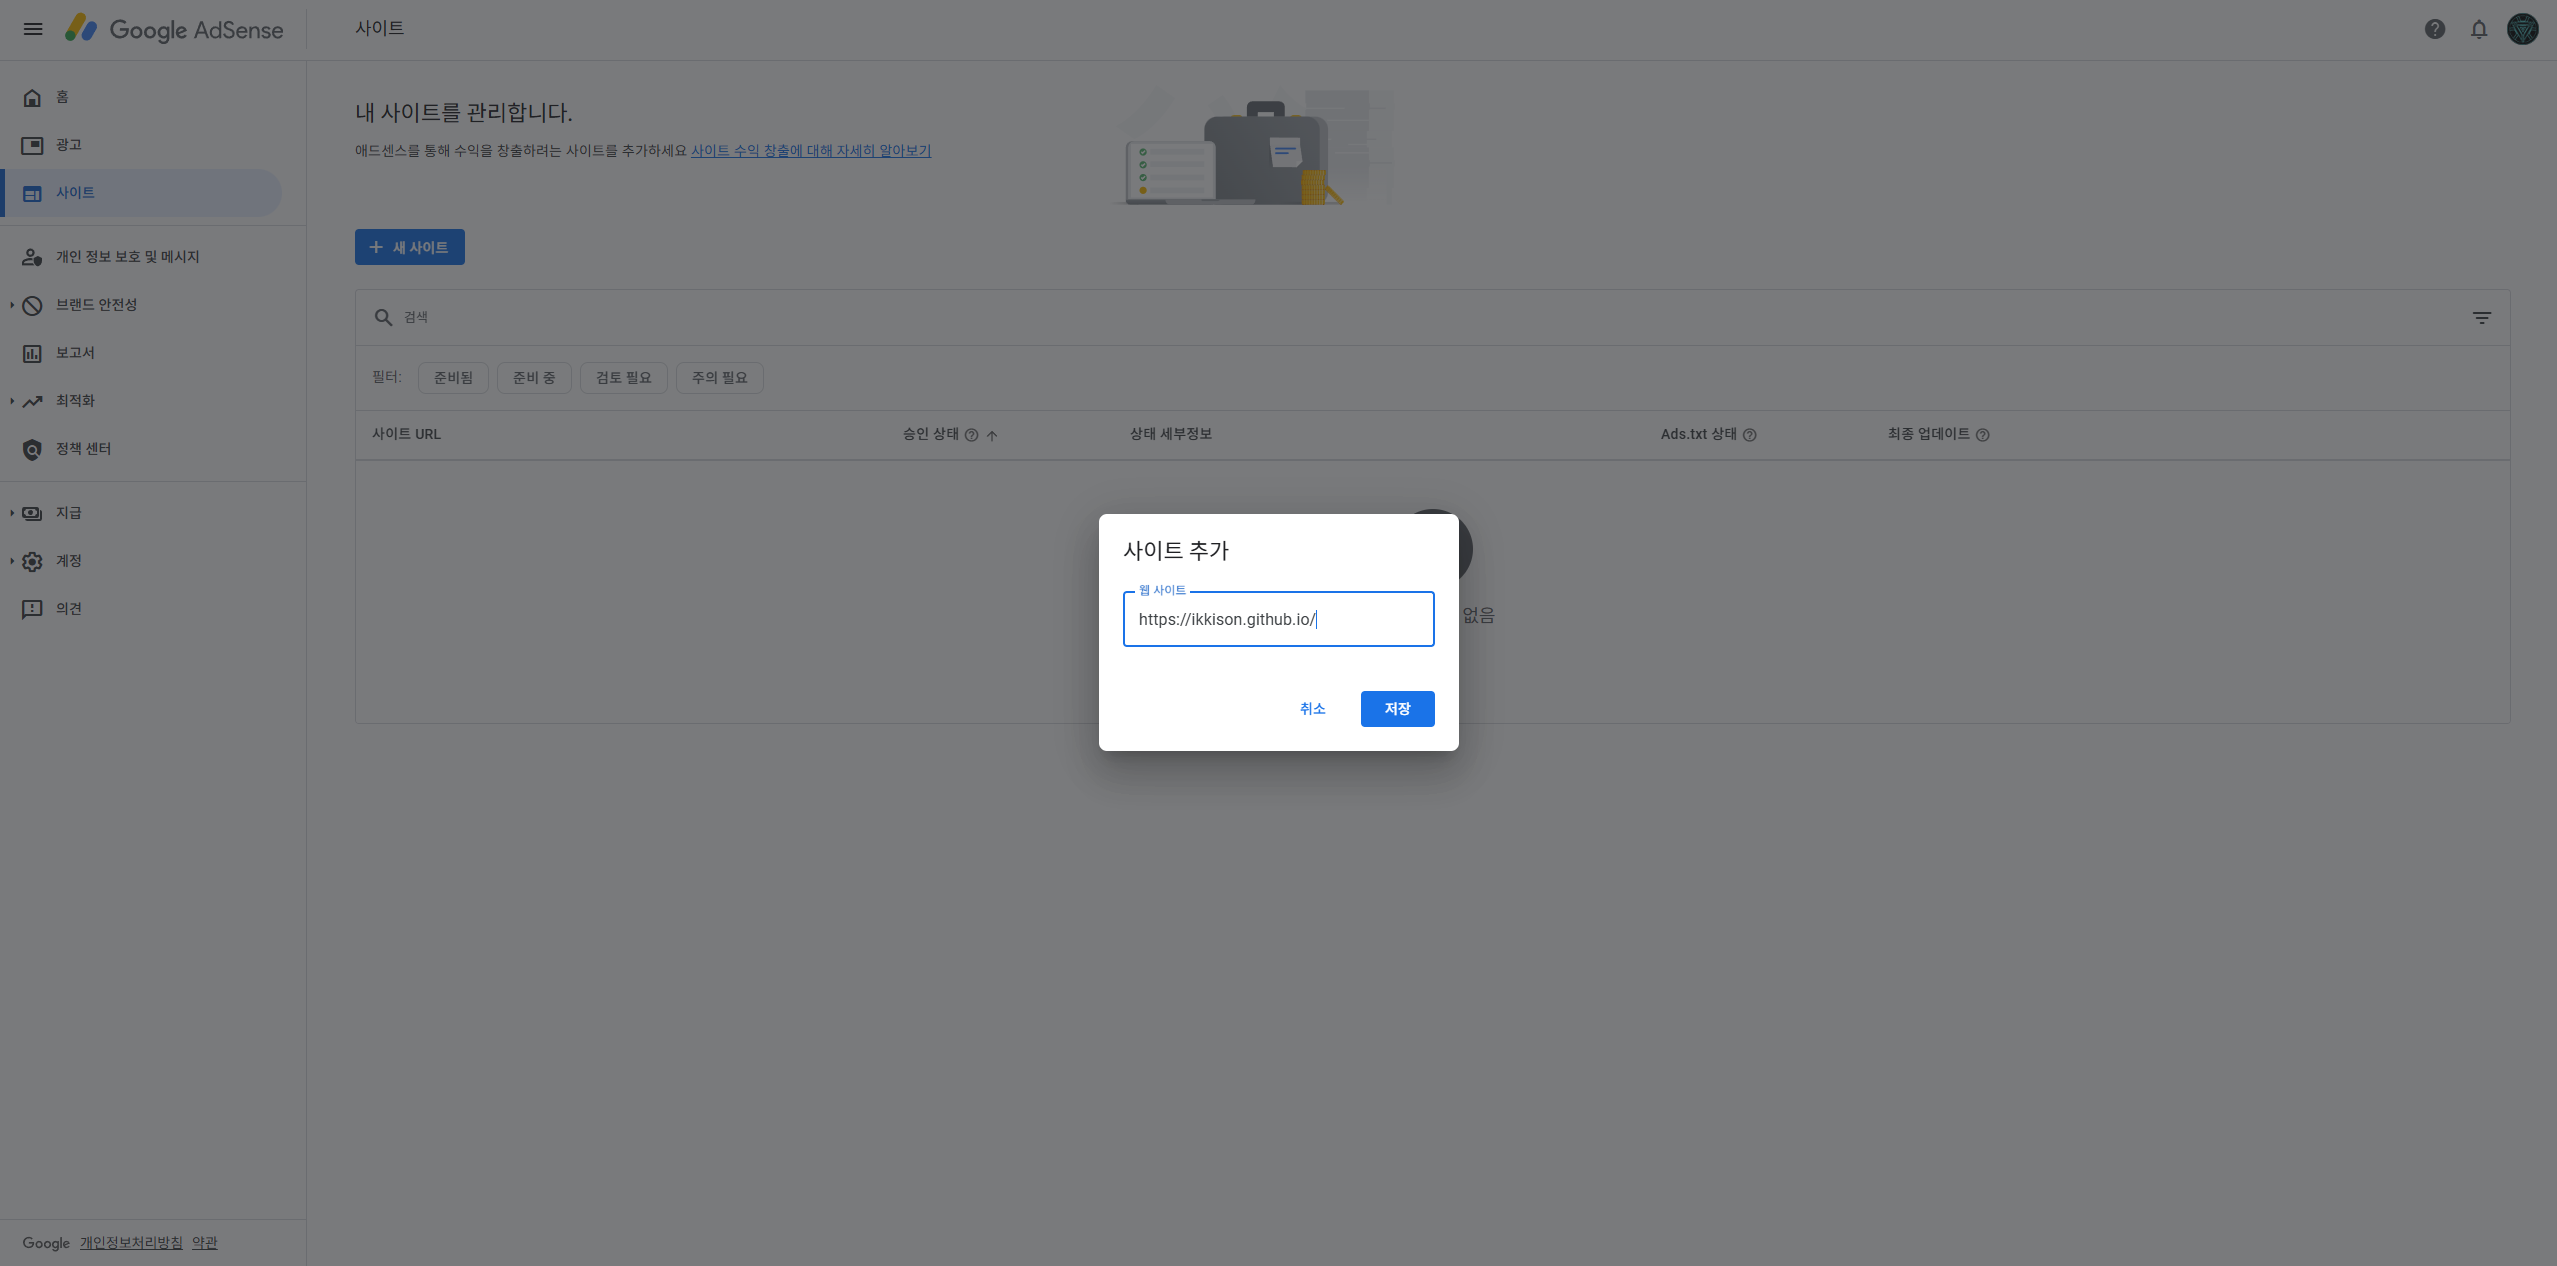 Google AdSense
사이트
홈
광고
사이트
개인 정보 보호 및 메시지
브랜드 안전성
보고서
최적화
정책 센터
지급
계정
의견
내 사이트를 관리합니다.
애드센스를 통해 수익을 창출하려는 사이트를 추가하세요 사이트 수익 창출에 대해 자세히 알아보기
새 사이트
검색
필터: 준비됨 준비 중 검토 필요 주의 필요
사이트 URL 승인 상태 상태 세부정보 Ads.txt 상태 최종 업데이트
없음
사이트 추가
웹 사이트
https://ikkison.github.io/
취소 저장
Google 개인정보처리방침 약관